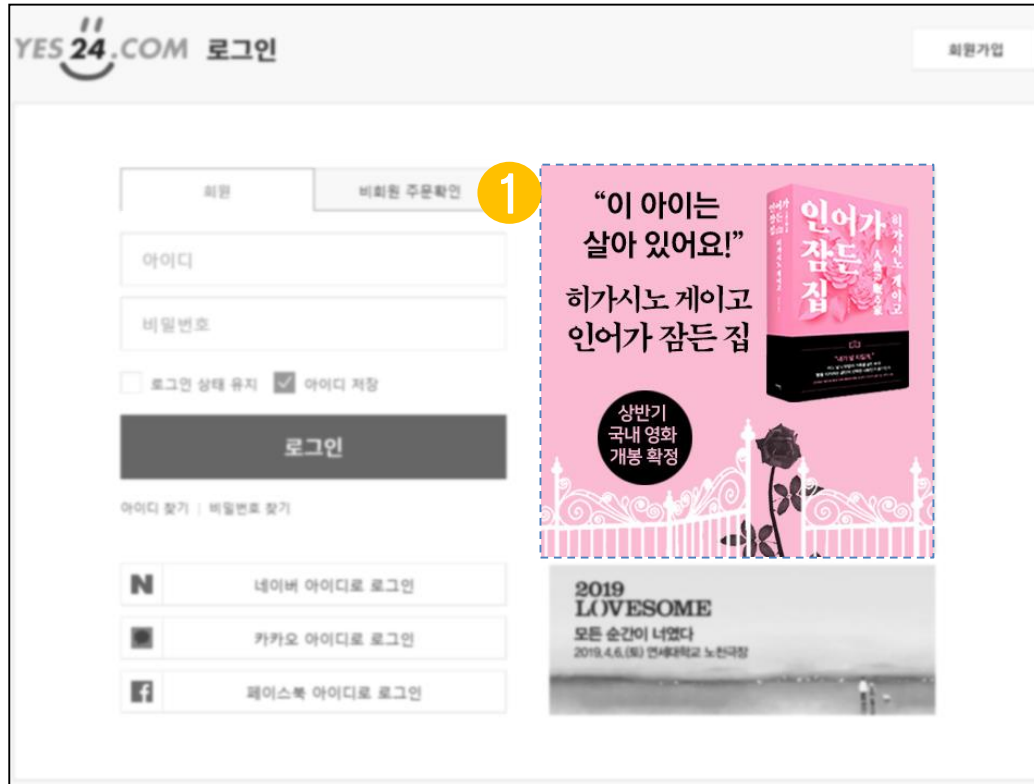 YES24.COM 로그인
회원가입
회원
비회원 주문확인
1
아이디
비밀번호
로그인 상태 유지
아이디 저장
로그인
아이디 찾기 | 비밀번호 찾기
N 네이버 아이디로 로그인
카카오 아이디로 로그인
f 페이스북 아이디로 로그인
“이 아이는
살아 있어요!”
히가시노 게이고
인어가 잠든 집
상반기
국내 영화
개봉 확정
인어가
잠든
집
히가시노 게이고
2019
LOVESOME
모든 순간이 너였다
2019.4.6.(토) 연세대학교 노천극장